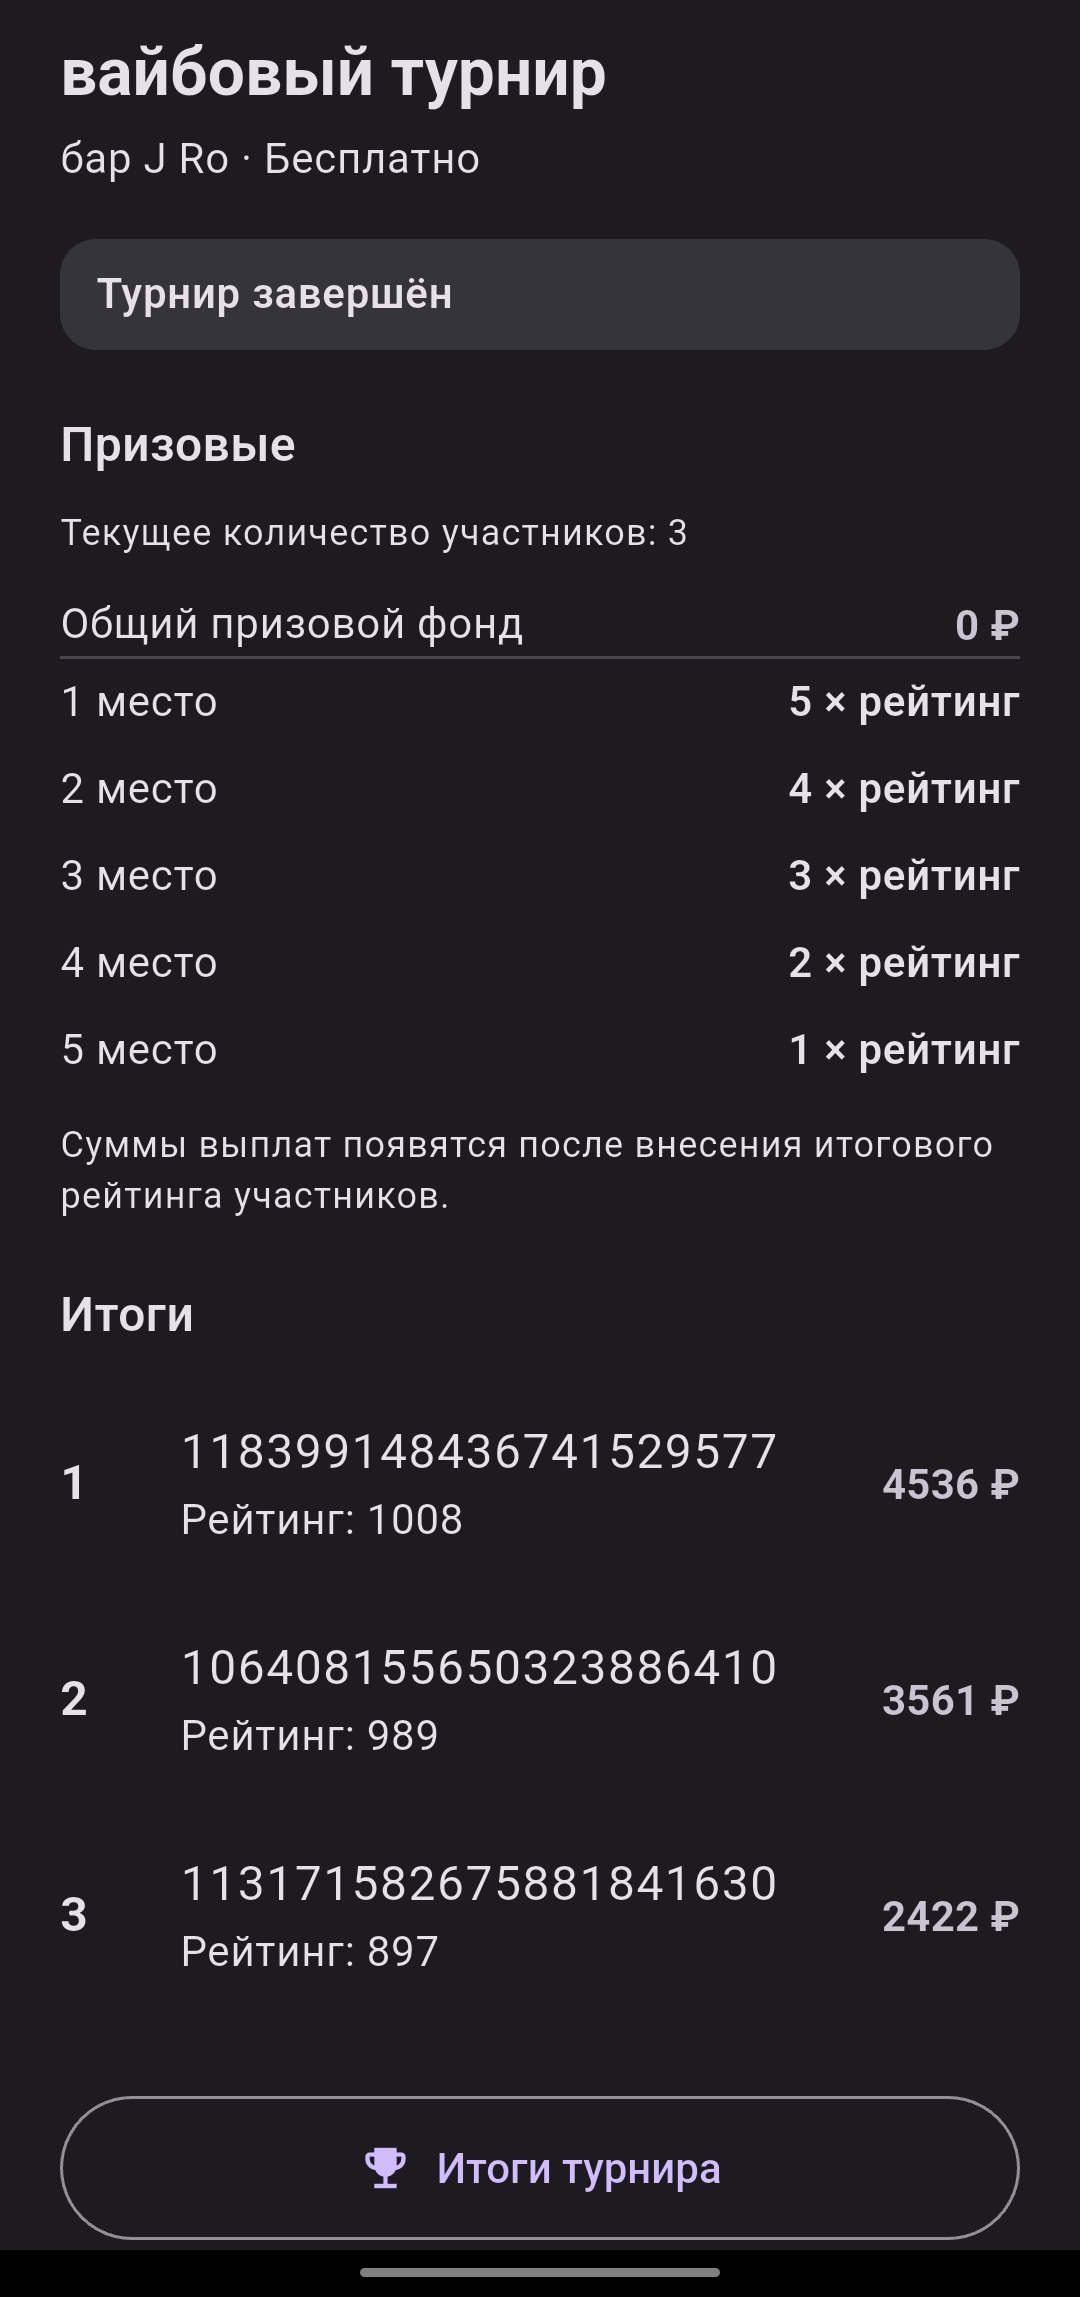 вайбовый турнир
бар J Ro · Бесплатно
Турнир завершён
Призовые
Текущее количество участников: 3
Общий призовой фонд 0 ₽
1 место 5 × рейтинг
2 место 4 × рейтинг
3 место 3 × рейтинг
4 место 2 × рейтинг
5 место 1 × рейтинг
Суммы выплат появятся после внесения итогового
рейтинга участников.
Итоги
1 118399148436741529577 4536 ₽
Рейтинг: 1008
2 106408155650323886410 3561 ₽
Рейтинг: 989
3 113171582675881841630 2422 ₽
Рейтинг: 897
Итоги турнира